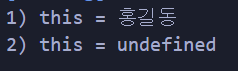 1) this = 홍길동
2) this = undefined